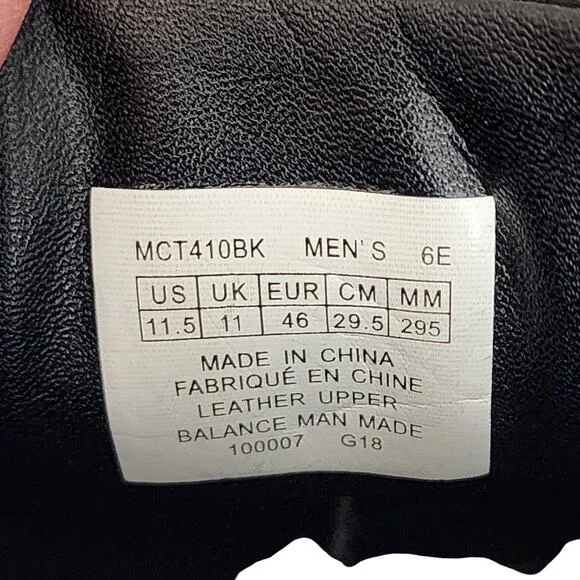 MCT410BK MEN'S 6E
US UK EUR CM MM
11.5 11 46 29.5 295
MADE IN CHINA
FABRIQUÉ EN CHINE
LEATHER UPPER
BALANCE MAN MADE
100007 G18